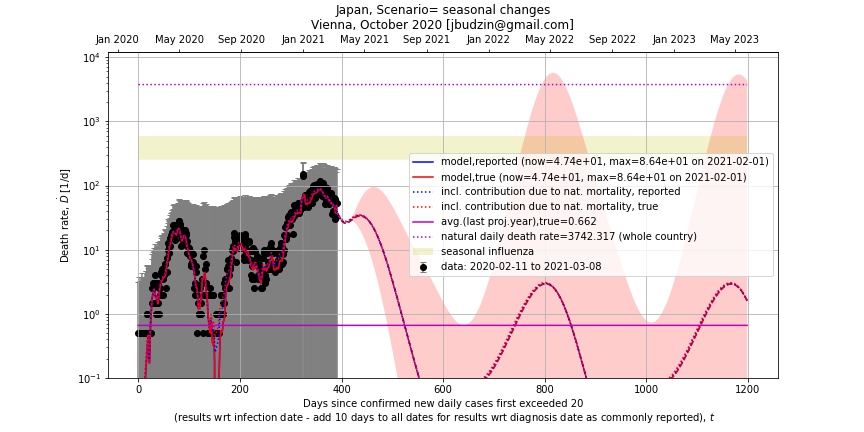 Japan, Scenario= seasonal changes
Vienna, October 2020 [jbudzin@gmail.com]
Jan 2020 May 2020 Sep 2020 Jan 2021 May 2021 Sep 2021 Jan 2022 May 2022 Sep 2022 Jan 2023 May 2023
10⁴
10³
10²
10¹
10⁰
10⁻¹
Death rate, D [1/d]
model,reported (now=4.74e+01, max=8.64e+01 on 2021-02-01)
model,true (now=4.74e+01, max=8.64e+01 on 2021-02-01)
incl. contribution due to nat. mortality, reported
incl. contribution due to nat. mortality, true
avg.(last proj.year),true=0.662
natural daily death rate=3742.317 (whole country)
seasonal influenza
data: 2020-02-11 to 2021-03-08
0 200 400 600 800 1000 1200
Days since confirmed new daily cases first exceeded 20
(results wrt infection date - add 10 days to all dates for results wrt diagnosis date as commonly reported), t